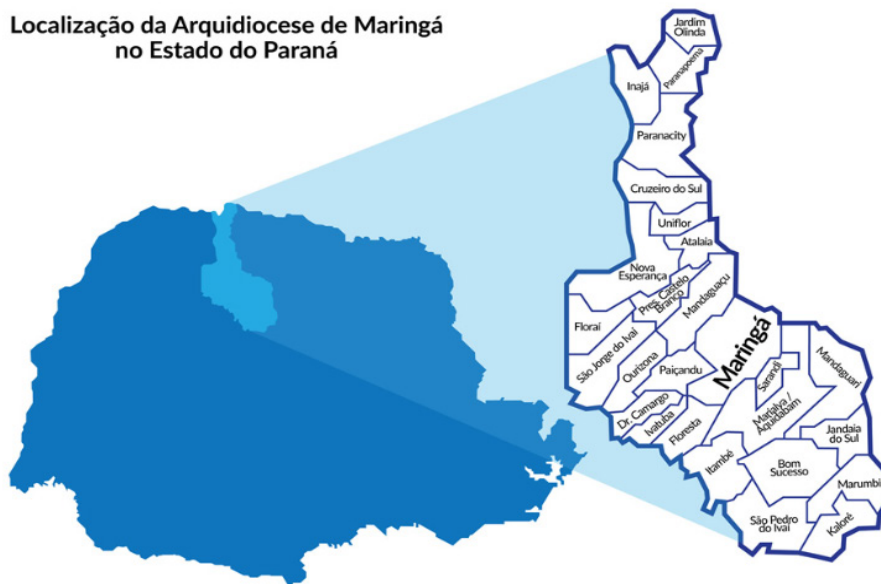 Localização da Arquidiocese de Maringá
no Estado do Paraná
Jardim
Olinda
Paranapoema
Inajá
Paranacity
Cruzeiro do Sul
Uniflor
Atalaia
Nova
Esperança
Pres. Castelo
Branco
Mandaguaçu
Floraí
São Jorge do Ivaí
Ourizona
Paiçandu
Maringá
Sarandi
Mandaguari
Marialva /
Aquidabam
Dr. Camargo
Ivatuba
Floresta
Jandaia
do Sul
Itambé
Bom
Sucesso
Marumbi
São Pedro
do Ivaí
Kaloré